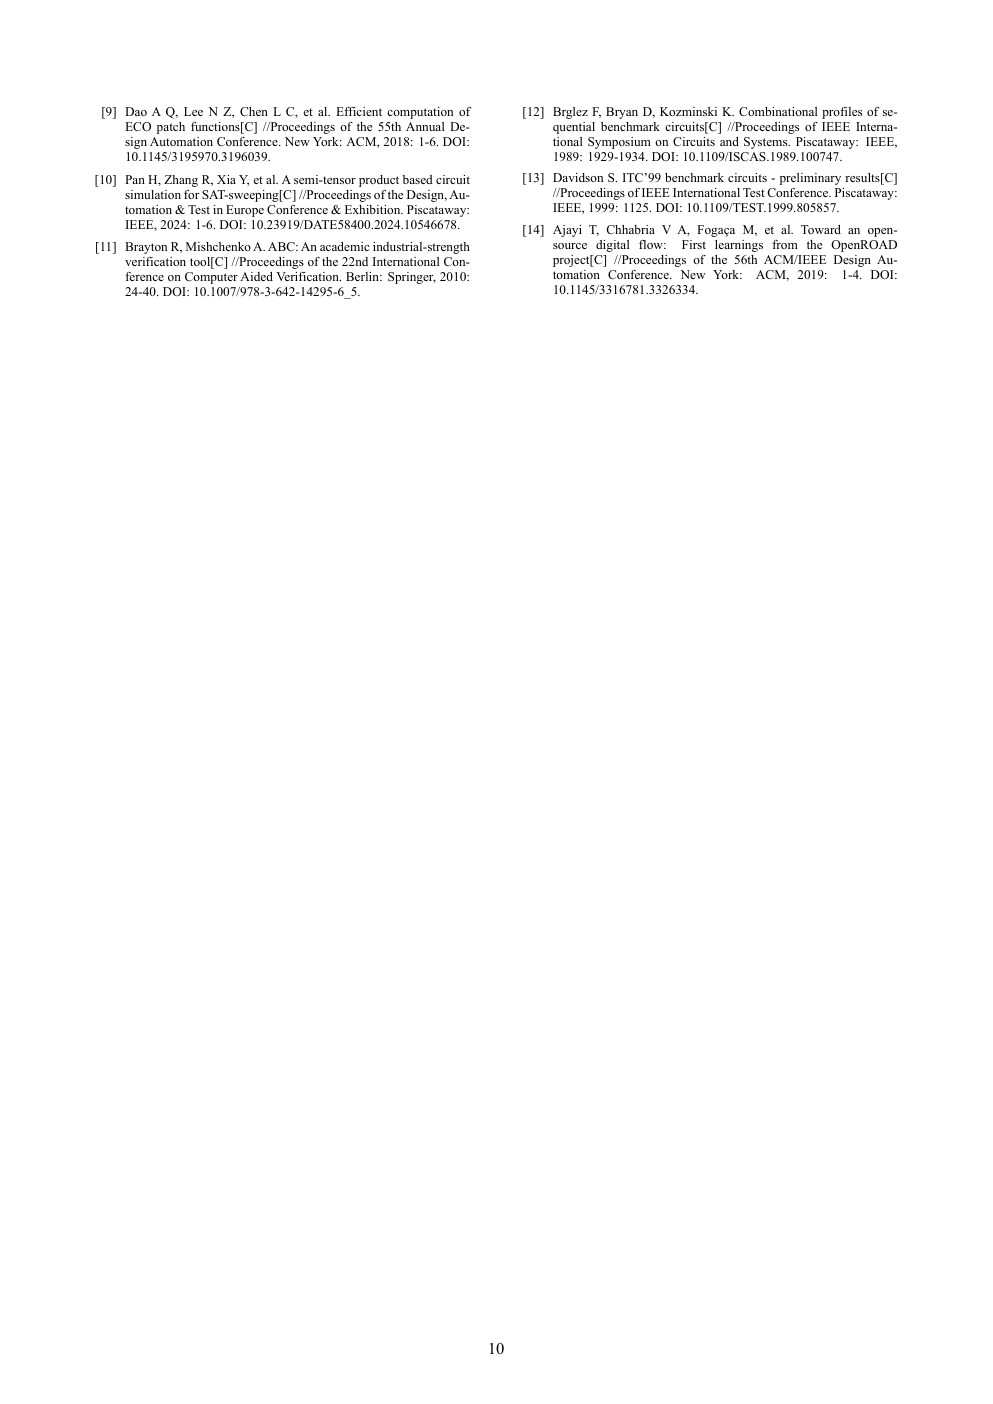 [9] Dao A Q, Lee N Z, Chen L C, et al. Efficient computation of
ECO patch functions[C] //Proceedings of the 55th Annual De-
sign Automation Conference. New York: ACM, 2018: 1-6. DOI:
10.1145/3195970.3196039.
[10] Pan H, Zhang R, Xia Y, et al. A semi-tensor product based circuit
simulation for SAT-sweeping[C] //Proceedings of the Design, Au-
tomation & Test in Europe Conference & Exhibition. Piscataway:
IEEE, 2024: 1-6. DOI: 10.23919/DATE58400.2024.10546678.
[11] Brayton R, Mishchenko A. ABC: An academic industrial-strength
verification tool[C] //Proceedings of the 22nd International Con-
ference on Computer Aided Verification. Berlin: Springer, 2010:
24-40. DOI: 10.1007/978-3-642-14295-6_5.
[12] Brglez F, Bryan D, Kozminski K. Combinational profiles of se-
quential benchmark circuits[C] //Proceedings of IEEE Interna-
tional Symposium on Circuits and Systems. Piscataway: IEEE,
1989: 1929-1934. DOI: 10.1109/ISCAS.1989.100747.
[13] Davidson S. ITC’99 benchmark circuits - preliminary results[C]
//Proceedings of IEEE International Test Conference. Piscataway:
IEEE, 1999: 1125. DOI: 10.1109/TEST.1999.805857.
[14] Ajayi T, Chhabria V A, Fogaça M, et al. Toward an open-
source digital flow: First learnings from the OpenROAD
project[C] //Proceedings of the 56th ACM/IEEE Design Au-
tomation Conference. New York: ACM, 2019: 1-4. DOI:
10.1145/3316781.3326334.
10